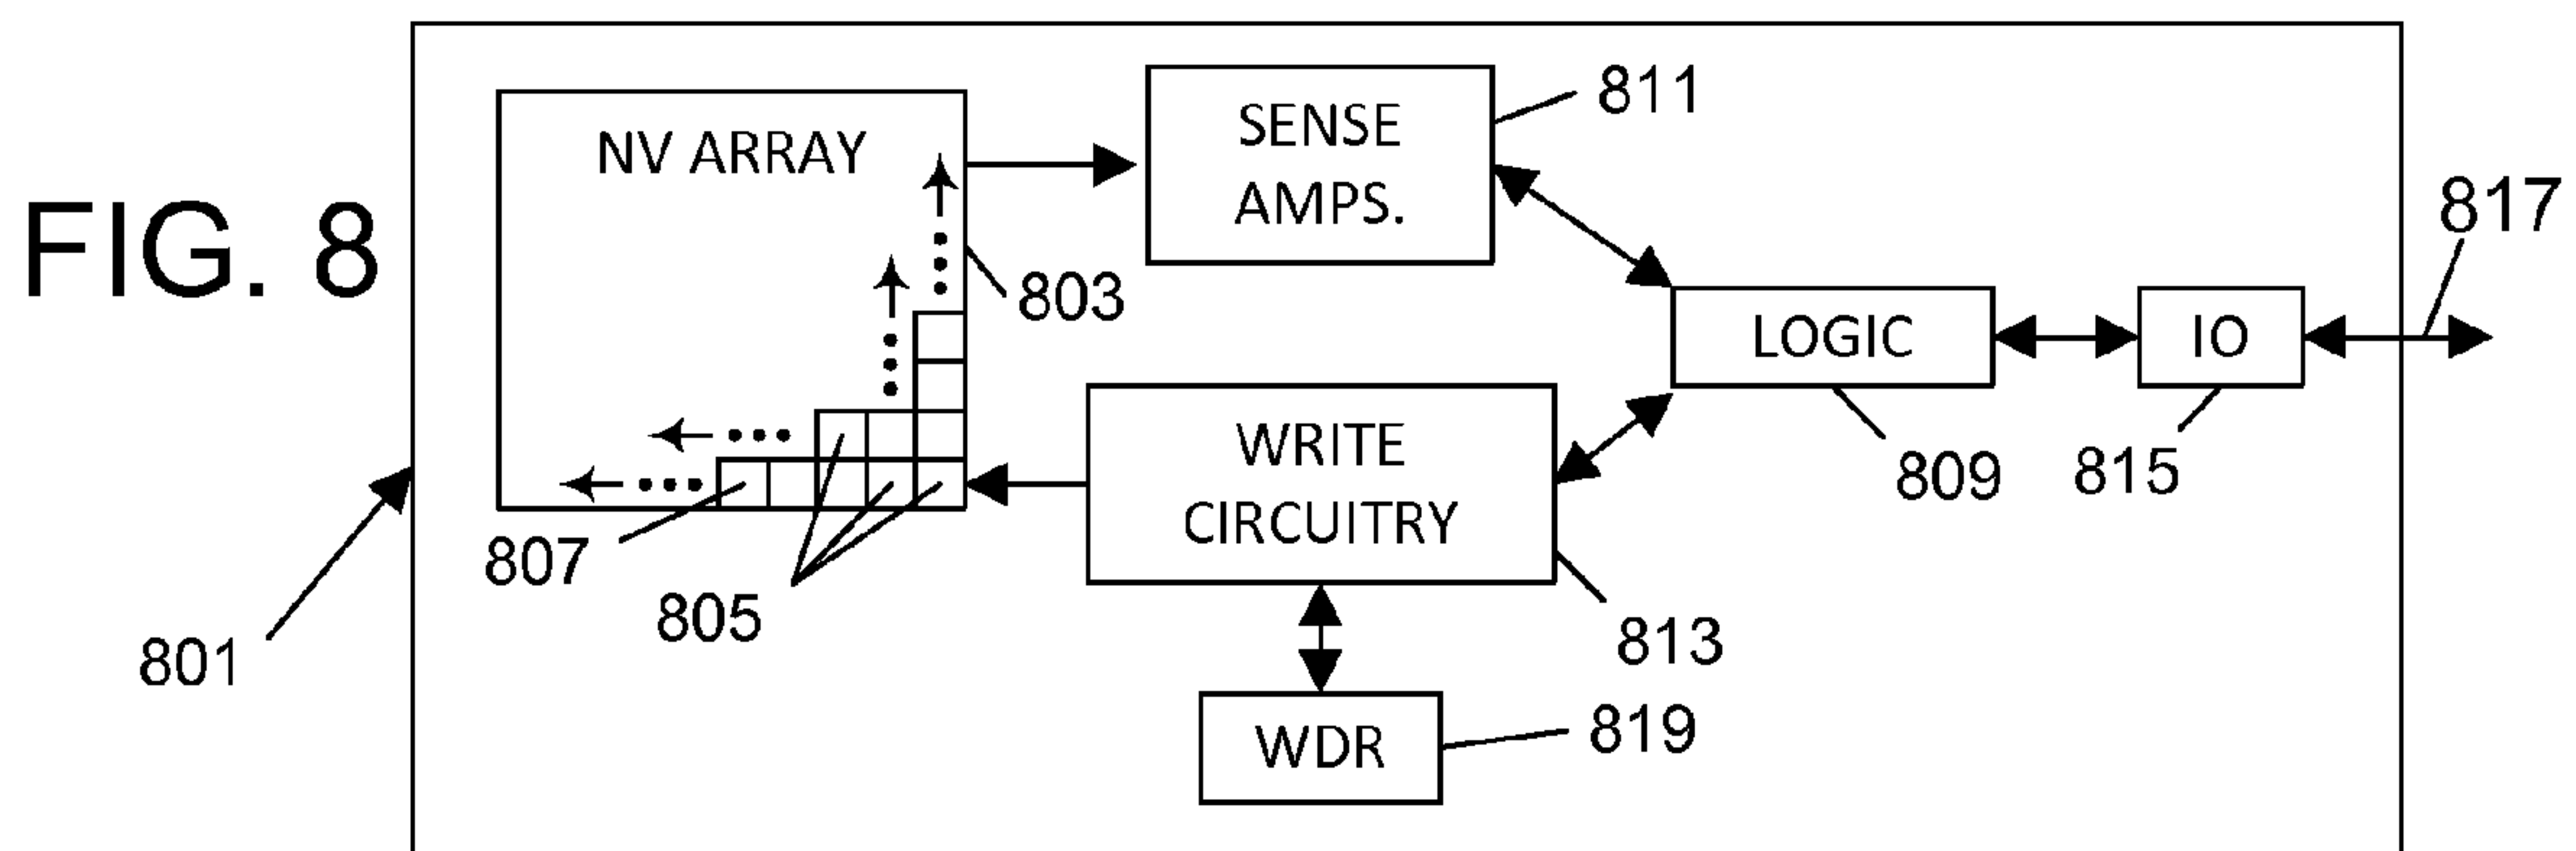 FIG. 8
NV ARRAY
SENSE
AMPS.
811
817
803
LOGIC
IO
WRITE
CIRCUITRY
809
815
807
805
801
813
WDR
819